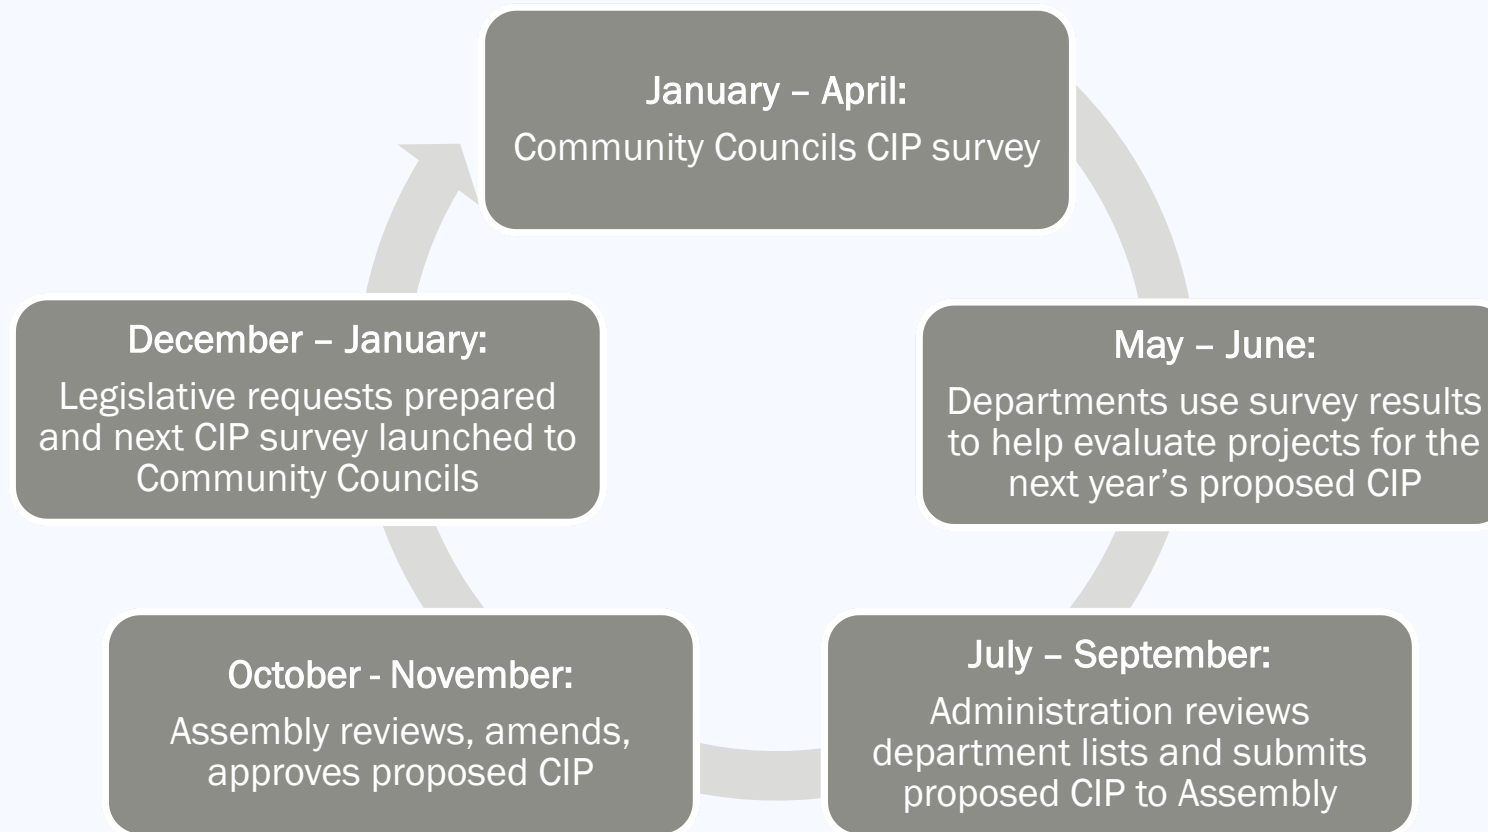 January – April:
Community Councils CIP survey
May – June:
Departments use survey results
to help evaluate projects for the
next year’s proposed CIP
July – September:
Administration reviews
department lists and submits
proposed CIP to Assembly
October - November:
Assembly reviews, amends,
approves proposed CIP
December – January:
Legislative requests prepared
and next CIP survey launched to
Community Councils